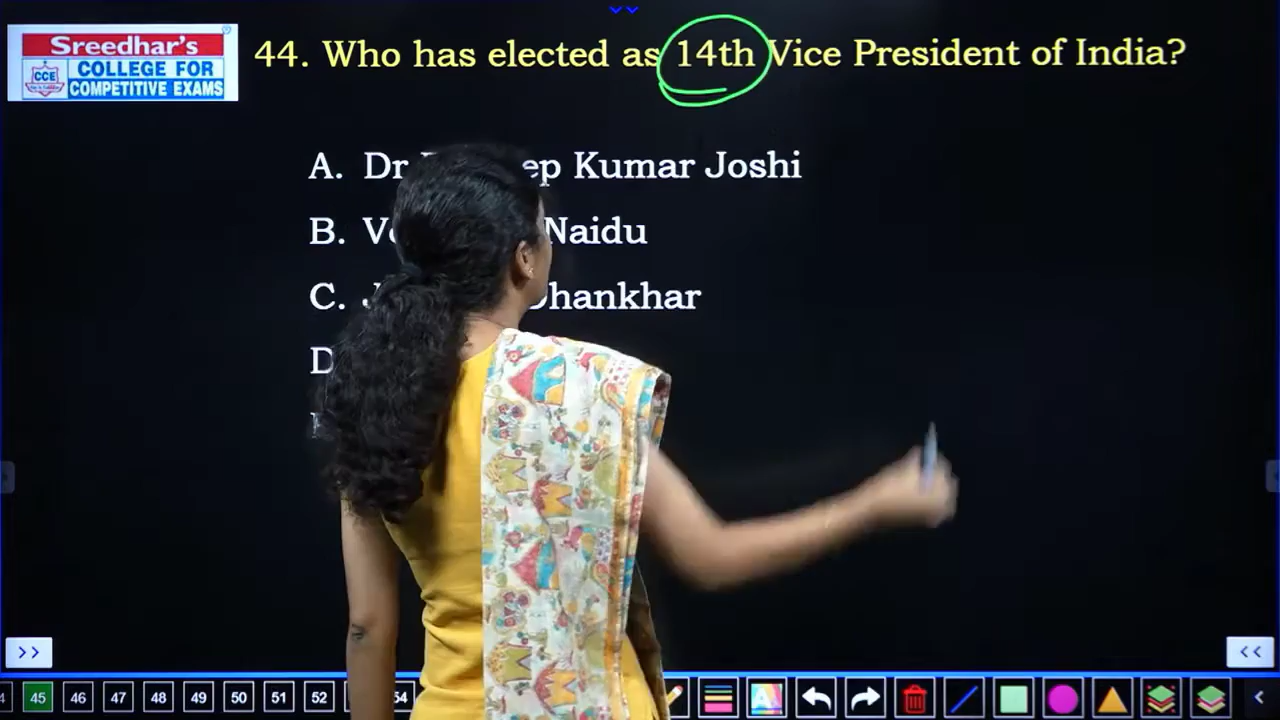 Sreedhar's
CCE
COLLEGE FOR
COMPETITIVE EXAMS
44. Who has elected as 14th Vice President of India?
A. Dr Kumar Joshi
B. Naidu
C. Dhankhar
D
>>
<<
45 46 47 48 49 50 51 52 54
A
<